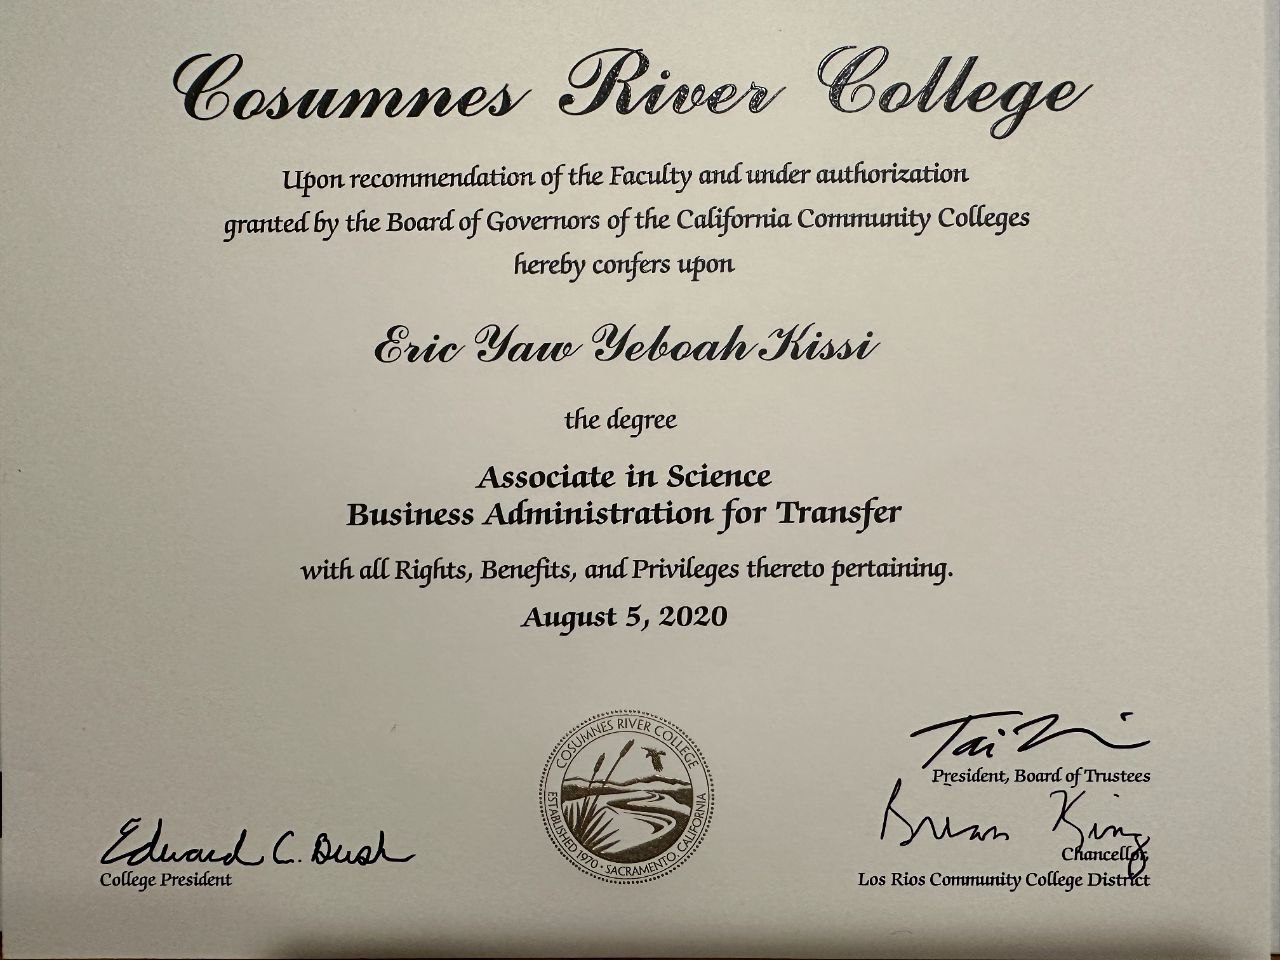 Cosumnes River College
Upon recommendation of the Faculty and under authorization
granted by the Board of Governors of the California Community Colleges
hereby confers upon
Eric Yaw Yeboah Kissi
the degree
Associate in Science
Business Administration for Transfer
with all Rights, Benefits, and Privileges thereto pertaining.
August 5, 2020
COSUMNES RIVER COLLEGE
ESTABLISHED 1970 · SACRAMENTO, CALIFORNIA
Edward C. Bush
College President
Tai
President, Board of Trustees
Brian King
Chancellor,
Los Rios Community College District